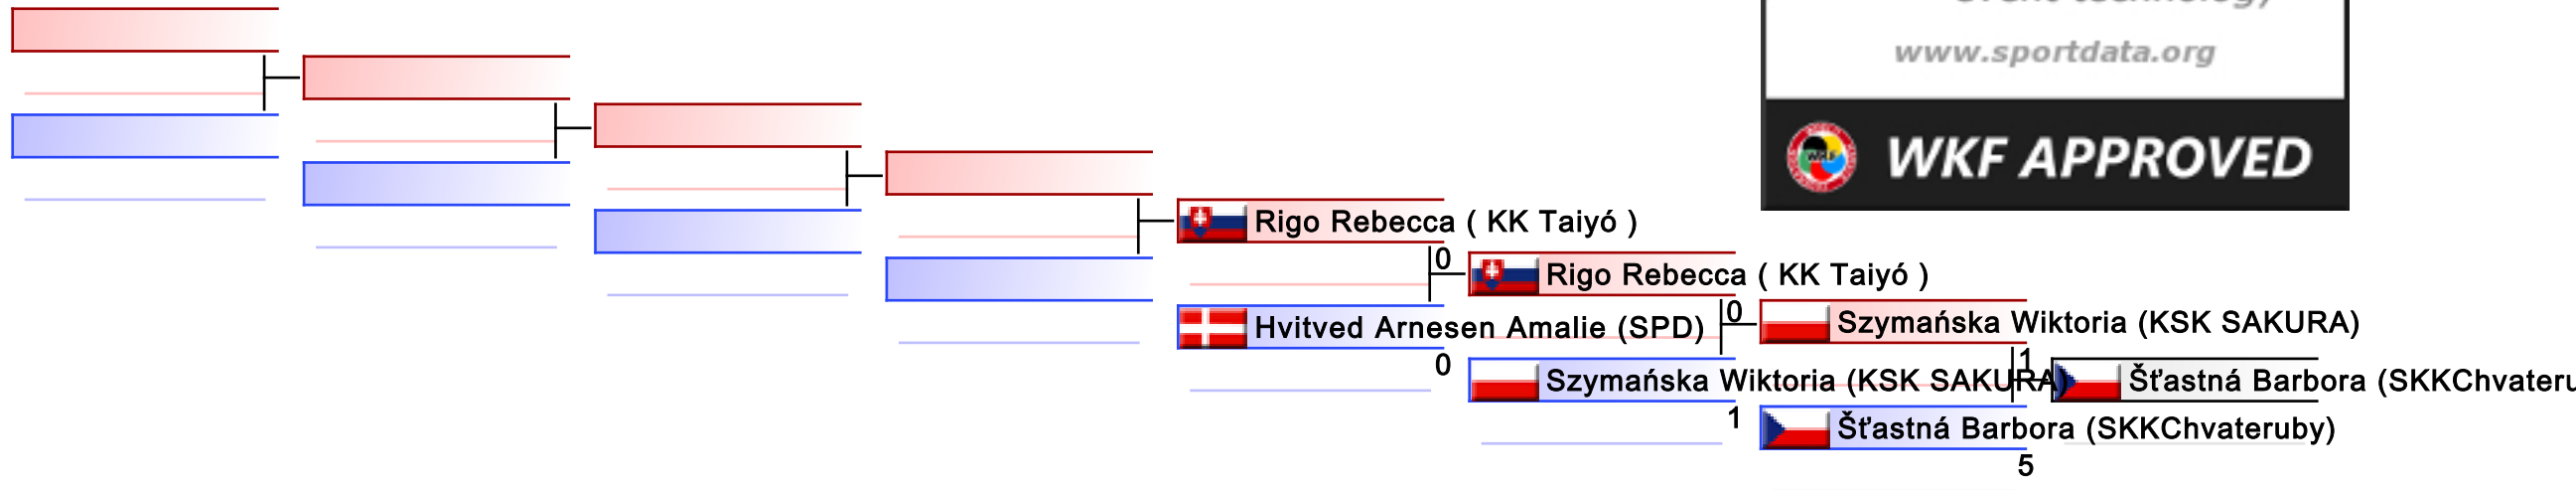 www.sportdata.org
WKF APPROVED
Rigo Rebecca ( KK Taiyó )
0
Rigo Rebecca ( KK Taiyó )
Hvitved Arnesen Amalie (SPD)
0
0
Szymańska Wiktoria (KSK SAKURA)
Szymańska Wiktoria (KSK SAKURA)
1
1
Šťastná Barbora (SKKChvateru
Šťastná Barbora (SKKChvateruby)
5